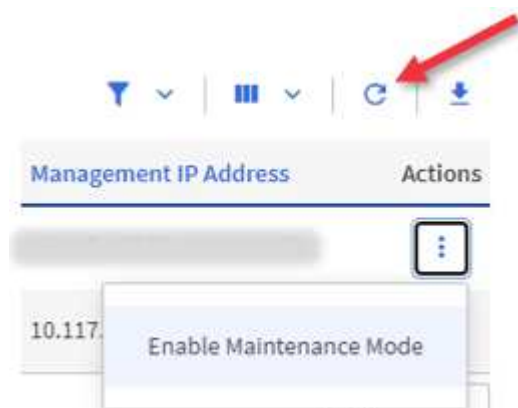 Management IP Address Actions
10.117.
Enable Maintenance Mode